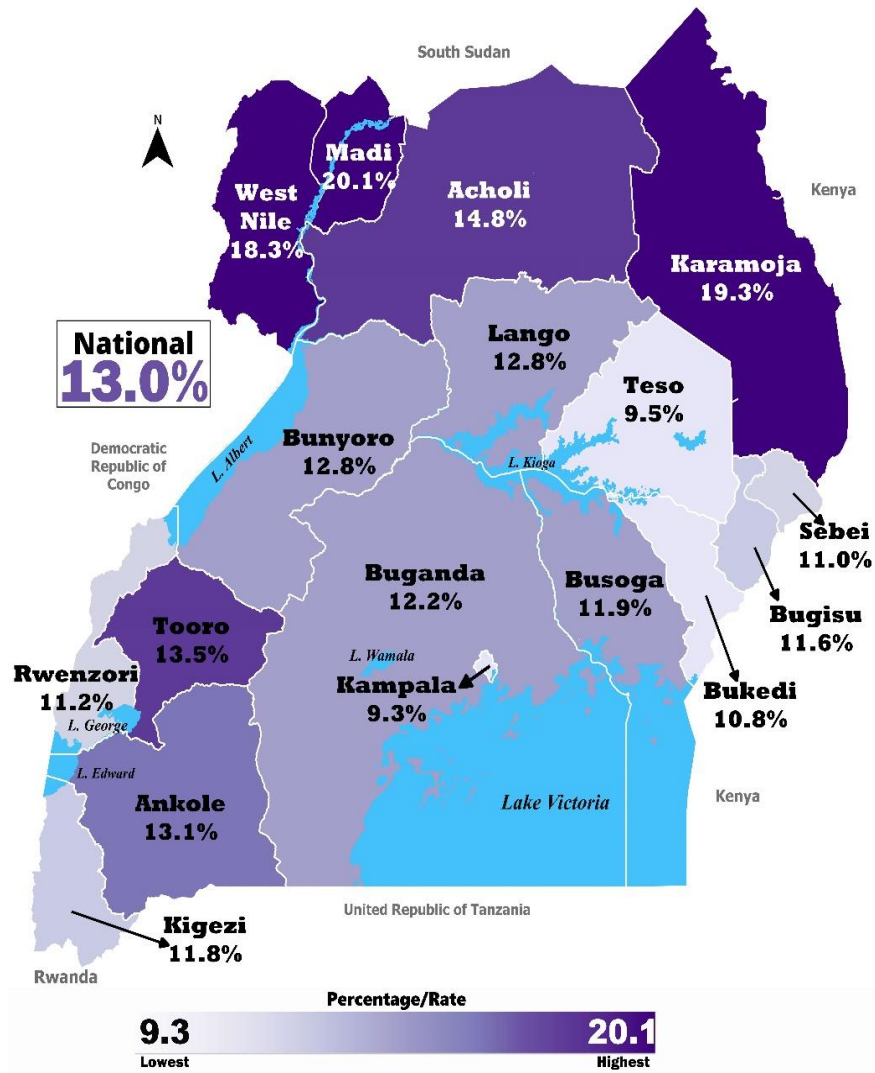 South Sudan
N
Madi
20.1%
West
Nile
18.3%
Acholi
14.8%
Kenya
Karamoja
19.3%
National
13.0%
Lango
12.8%
Teso
9.5%
Democratic
Republic of
Congo
L. Albert
Bunyoro
12.8%
L. Kioga
Sebei
11.0%
Buganda
12.2%
Busoga
11.9%
Bugisu
11.6%
Tooro
13.5%
L. Wamala
Rwenzori
11.2%
Kampala
9.3%
Bukedi
10.8%
L. George
L. Edward
Ankole
13.1%
Lake Victoria
Kenya
United Republic of Tanzania
Kigezi
11.8%
Rwanda
Percentage/Rate
9.3
20.1
Lowest
Highest